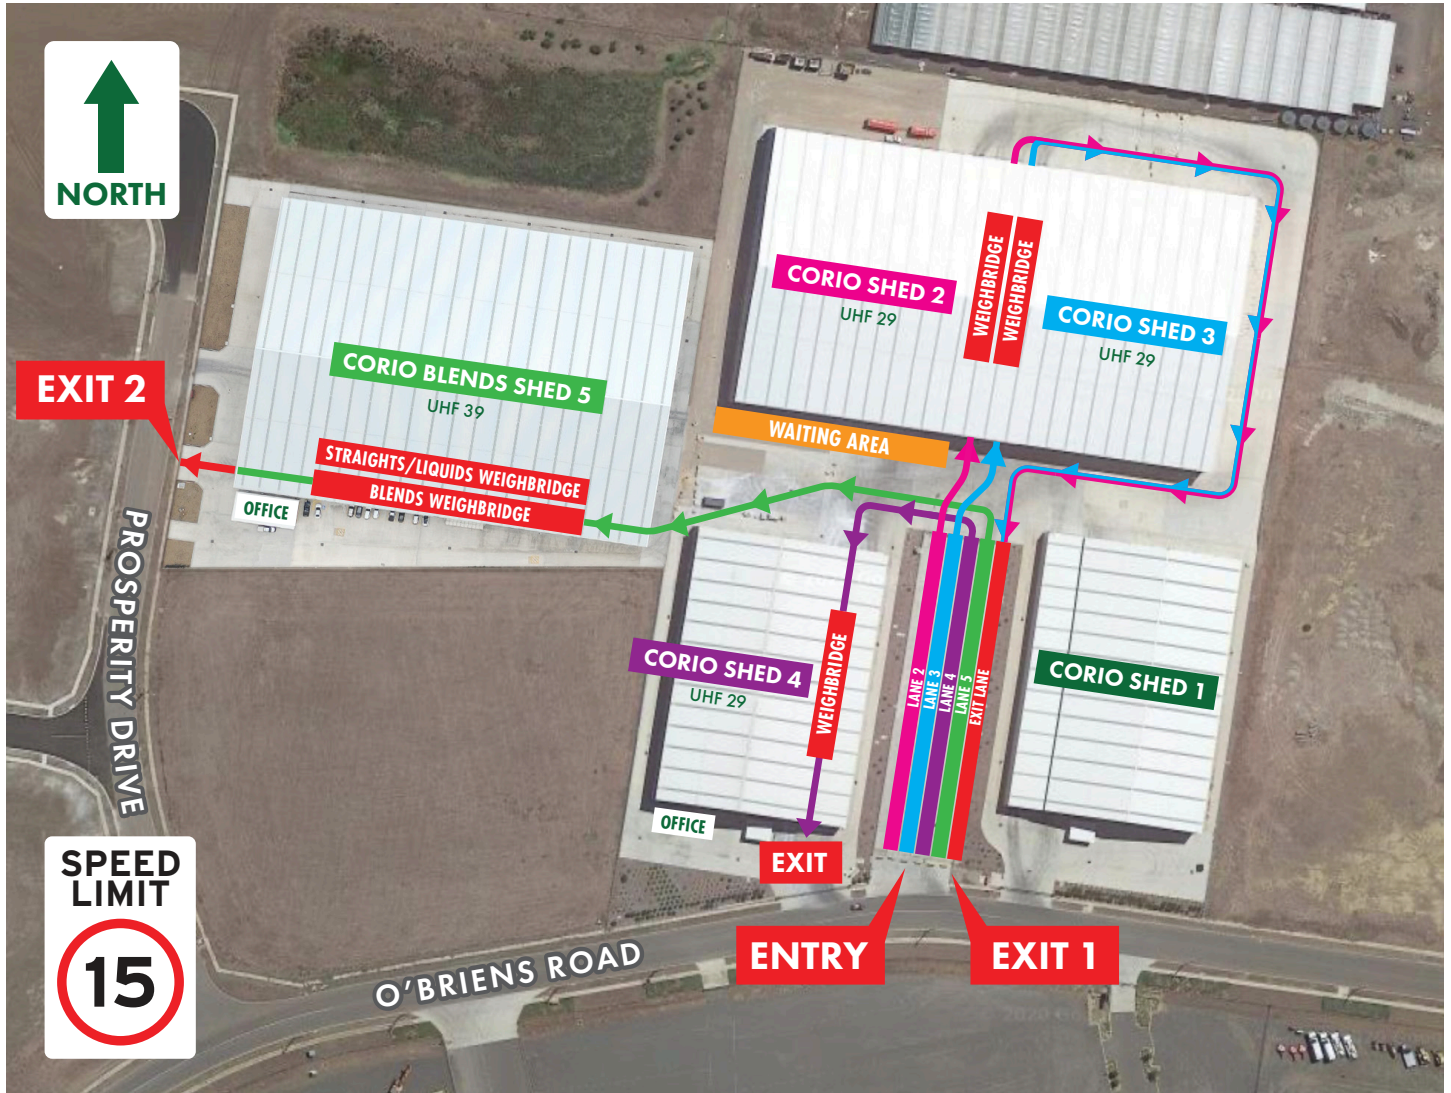 NORTH
CORIO SHED 2
UHF 29
WEIGHBRIDGE
WEIGHBRIDGE
CORIO SHED 3
UHF 29
CORIO BLENDS SHED 5
UHF 39
EXIT 2
WAITING AREA
STRAIGHTS/LIQUIDS WEIGHBRIDGE
BLENDS WEIGHBRIDGE
OFFICE
PROSPERITY DRIVE
CORIO SHED 4
UHF 29
WEIGHBRIDGE
LANE 2
LANE 3
LANE 4
LANE 5
EXIT LANE
CORIO SHED 1
OFFICE
EXIT
SPEED
LIMIT
15
ENTRY
EXIT 1
O'BRIENS ROAD